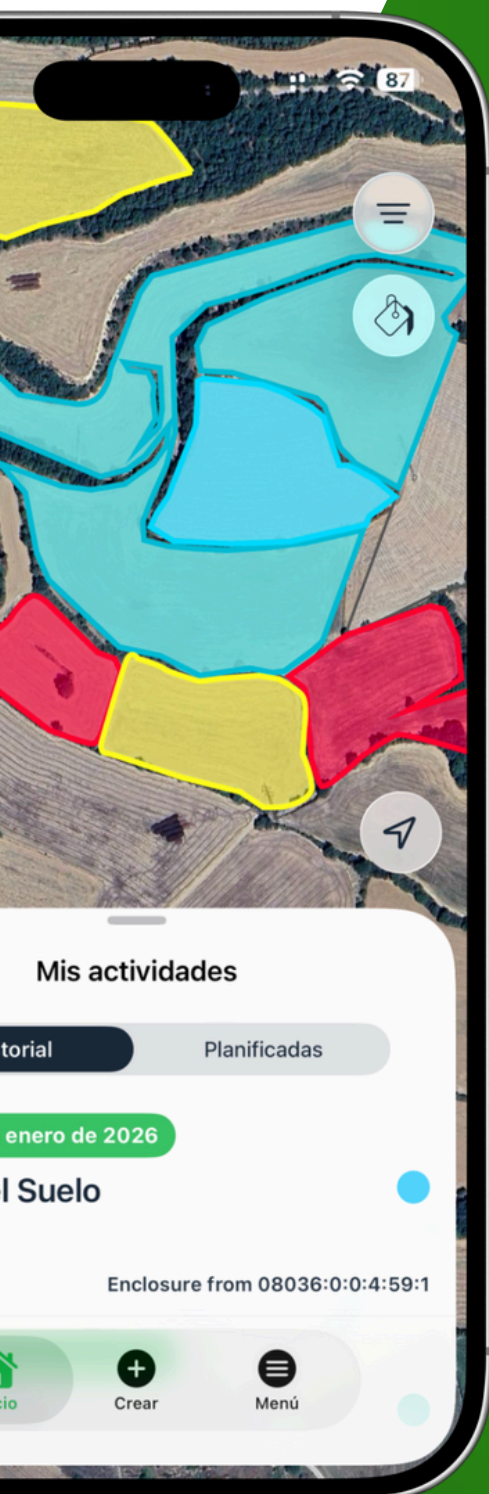 87
Mis actividades
torial
Planificadas
enero de 2026
el Suelo
Enclosure from 08036:0:0:4:59:1
cio
Crear
Menú